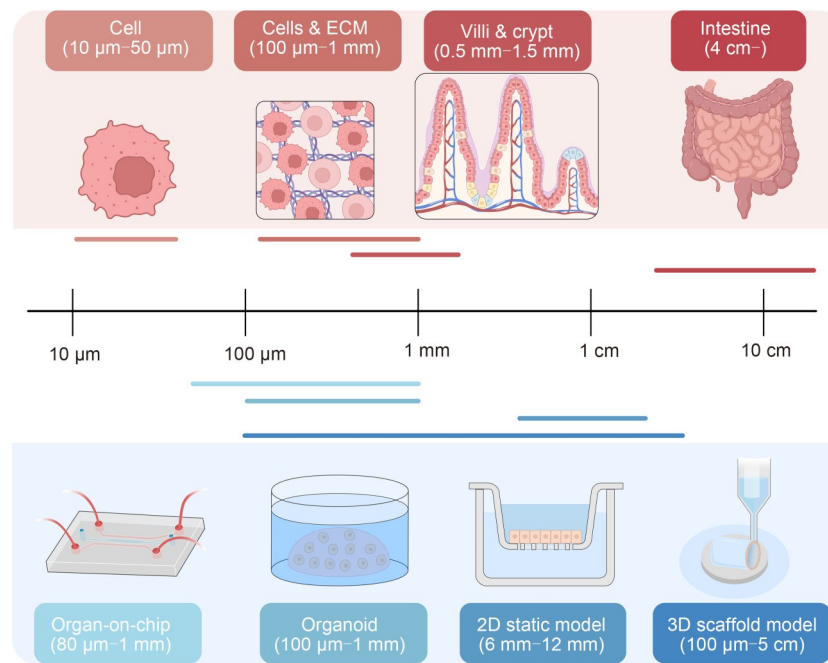 Cell
(10 μm–50 μm)
Cells & ECM
(100 μm–1 mm)
Villi & crypt
(0.5 mm–1.5 mm)
Intestine
(4 cm-)
10 μm
100 μm
1 mm
1 cm
10 cm
Organ-on-chip
(80 μm–1 mm)
Organoid
(100 μm–1 mm)
2D static model
(6 mm–12 mm)
3D scaffold model
(100 μm–5 cm)